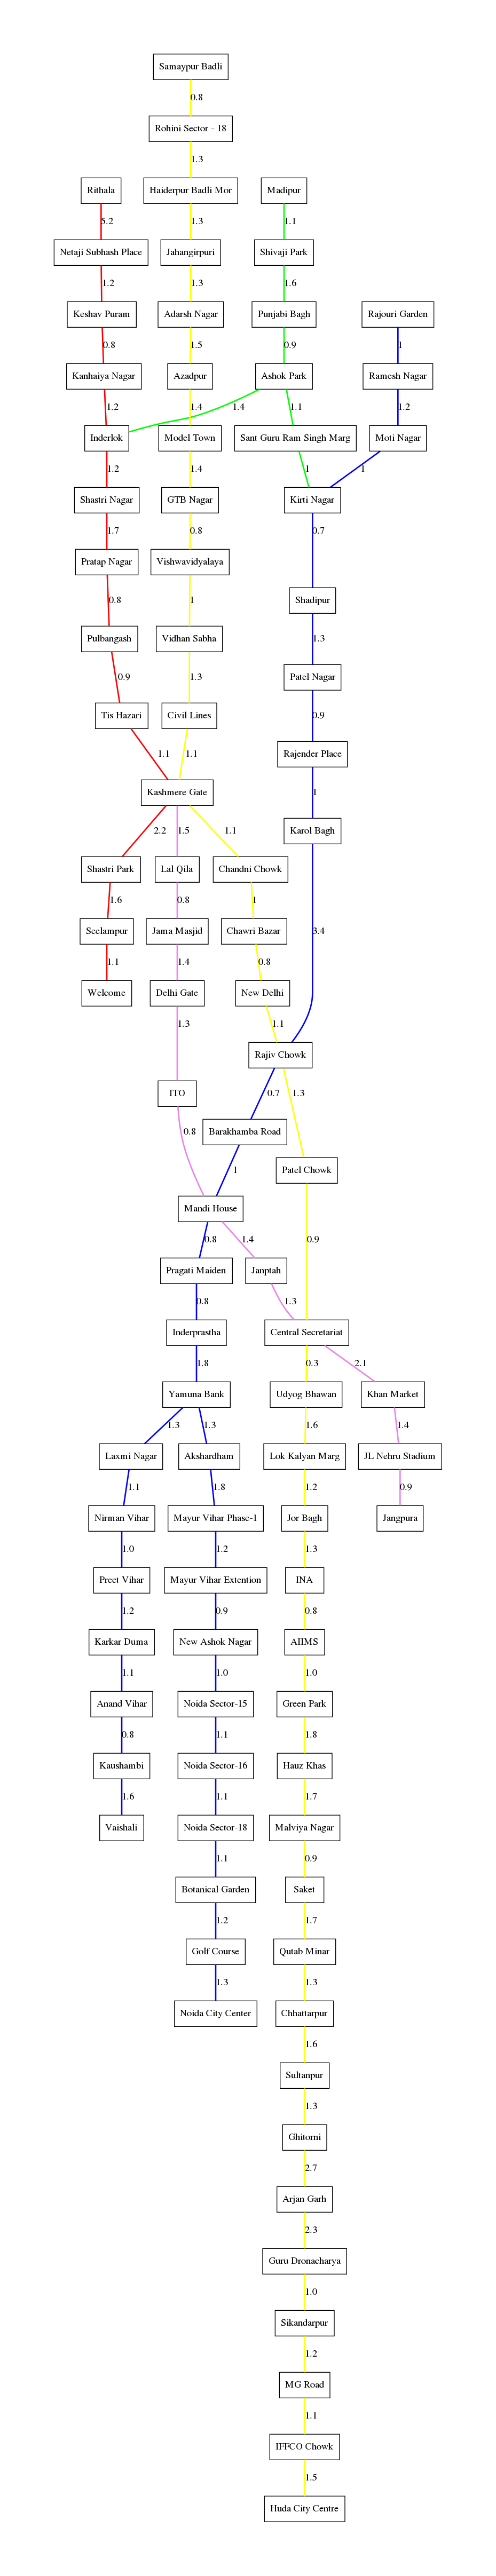 Samaypur Badli
0.8
Rohini Sector - 18
1.3
Rithala
Haiderpur Badli Mor
Madipur
5.2
1.3
1.1
Netaji Subhash Place
Jahangirpuri
Shivaji Park
1.2
1.3
1.6
Keshav Puram
Adarsh Nagar
Punjabi Bagh
Rajouri Garden
0.8
1.5
0.9
1
Kanhaiya Nagar
Azadpur
Ashok Park
Ramesh Nagar
1.2
1.4
1.4
1.1
1.2
Inderlok
Model Town
Sant Guru Ram Singh Marg
Moti Nagar
1.2
1.4
1
1
Shastri Nagar
GTB Nagar
Kirti Nagar
1.7
0.8
0.7
Pratap Nagar
Vishwavidyalaya
0.8
1
Shadipur
Pulbangash
Vidhan Sabha
1.3
0.9
1.3
Patel Nagar
Tis Hazari
Civil Lines
0.9
1.1
1.1
Rajender Place
Kashmere Gate
1
2.2
1.5
1.1
Karol Bagh
Shastri Park
Lal Qila
Chandni Chowk
1.6
0.8
1
Seelampur
Jama Masjid
Chawri Bazar
3.4
1.1
1.4
0.8
Welcome
Delhi Gate
New Delhi
1.3
1.1
Rajiv Chowk
ITO
0.7
1.3
0.8
Barakhamba Road
1
Patel Chowk
Mandi House
0.8
1.4
0.9
Pragati Maiden
Janptah
0.8
1.3
Inderprastha
Central Secretariat
1.8
0.3
2.1
Yamuna Bank
Udyog Bhawan
Khan Market
1.3
1.3
1.6
1.4
Laxmi Nagar
Akshardham
Lok Kalyan Marg
JL Nehru Stadium
1.1
1.8
1.2
0.9
Nirman Vihar
Mayur Vihar Phase-1
Jor Bagh
Jangpura
1.0
1.2
1.3
Preet Vihar
Mayur Vihar Extention
INA
1.2
0.9
0.8
Karkar Duma
New Ashok Nagar
AIIMS
1.1
1.0
1.0
Anand Vihar
Noida Sector-15
Green Park
0.8
1.1
1.8
Kaushambi
Noida Sector-16
Hauz Khas
1.6
1.1
1.7
Vaishali
Noida Sector-18
Malviya Nagar
1.1
0.9
Botanical Garden
Saket
1.2
1.7
Golf Course
Qutab Minar
1.3
1.3
Noida City Center
Chhattarpur
1.6
Sultanpur
1.3
Ghitorni
2.7
Arjan Garh
2.3
Guru Dronacharya
1.0
Sikandarpur
1.2
MG Road
1.1
IFFCO Chowk
1.5
Huda City Centre